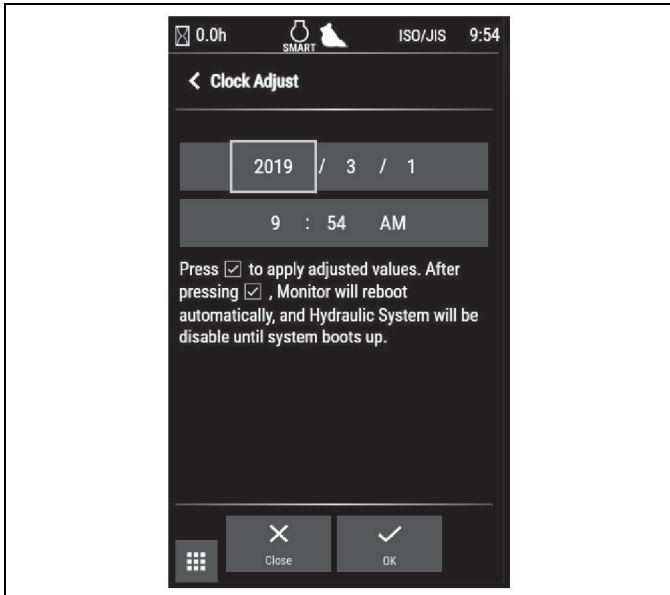 0.0h SMART ISO/JIS 9:54
Clock Adjust
2019 / 3 / 1
9 : 54 AM
Press ☑ to apply adjusted values. After
pressing ☑ , Monitor will reboot
automatically, and Hydraulic System will be
disable until system boots up.
Close OK